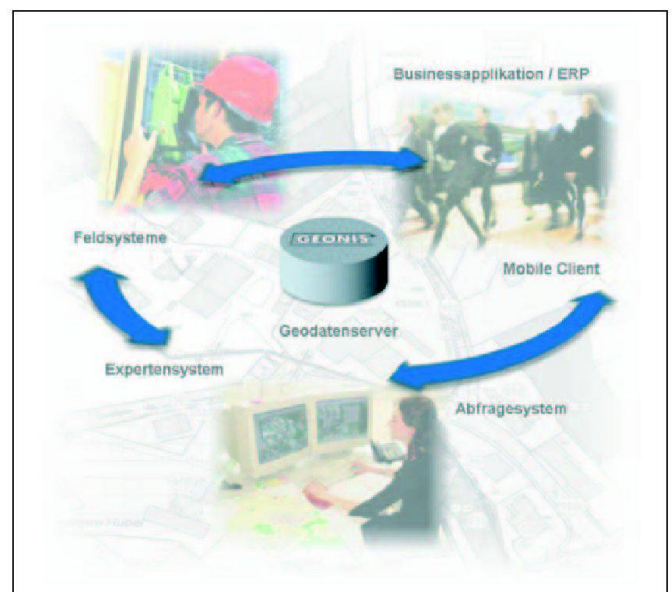 Businessapplikation / ERP
Feldsysteme
GEONIS
Mobile Client
Geodatenserver
Expertensystem
Abfragesystem